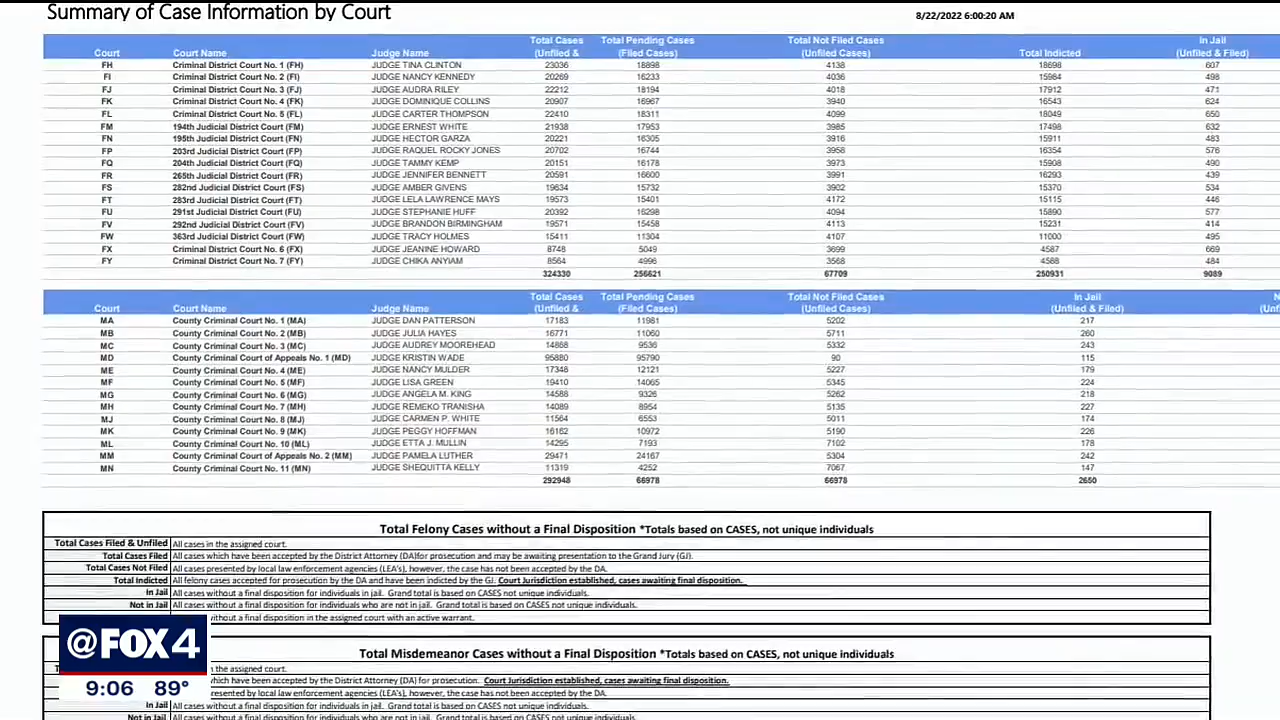 Summary of Case Information by Court
8/22/2022 6:00:20 AM
Total Cases Total Pending Cases Total Not Filed Cases In Jail
Court Court Name Judge Name (Unfiled & (Filed Cases) (Unfiled Cases) Total Indicted (Unfiled & Filed)
FH Criminal District Court No. 1 (FH) JUDGE TINA CLINTON 23036 18898 4138 18698 607
FI Criminal District Court No. 2 (FI) JUDGE NANCY KENNEDY 20269 16233 4036 15984 498
FJ Criminal District Court No. 3 (FJ) JUDGE AUDRA RILEY 22212 18194 4018 17912 471
FK Criminal District Court No. 4 (FK) JUDGE DOMINIQUE COLLINS 20907 16967 3940 16543 624
FL Criminal District Court No. 5 (FL) JUDGE CARTER THOMPSON 22410 18311 4099 18049 650
FM 194th Judicial District Court (FM) JUDGE ERNEST WHITE 21938 17953 3985 17498 632
FN 195th Judicial District Court (FN) JUDGE HECTOR GARZA 20221 16305 3916 15911 483
FP 203rd Judicial District Court (FP) JUDGE RAQUEL ROCKY JONES 20702 16744 3958 16354 576
FQ 204th Judicial District Court (FQ) JUDGE TAMMY KEMP 20151 16178 3973 15908 490
FR 265th Judicial District Court (FR) JUDGE JENNIFER BENNETT 20591 16600 3991 16293 439
FS 282nd Judicial District Court (FS) JUDGE AMBER GIVENS 19634 15732 3902 15370 534
FT 283rd Judicial District Court (FT) JUDGE LELA LAWRENCE MAYS 19573 15401 4172 15115 446
FU 291st Judicial District Court (FU) JUDGE STEPHANIE HUFF 20392 16298 4094 15890 577
FV 292nd Judicial District Court (FV) JUDGE BRANDON BIRMINGHAM 19571 15458 4113 15231 414
FW 363rd Judicial District Court (FW) JUDGE TRACY HOLMES 15411 11304 4107 11000 495
FX Criminal District Court No. 6 (FX) JUDGE JEANINE HOWARD 8748 5049 3699 4587 669
FY Criminal District Court No. 7 (FY) JUDGE CHIKA ANYIAM 8564 4996 3568 4588 484
324330 256621 67709 250931 9089
Total Cases Total Pending Cases Total Not Filed Cases In Jail N
Court Court Name Judge Name (Unfiled & (Filed Cases) (Unfiled Cases) (Unfiled & Filed) (Unf
MA County Criminal Court No. 1 (MA) JUDGE DAN PATTERSON 17183 11981 5202 217
MB County Criminal Court No. 2 (MB) JUDGE JULIA HAYES 16771 11060 5711 260
MC County Criminal Court No. 3 (MC) JUDGE AUDREY MOOREHEAD 14868 9536 5332 243
MD County Criminal Court of Appeals No. 1 (MD) JUDGE KRISTIN WADE 95880 95790 90 115
ME County Criminal Court No. 4 (ME) JUDGE NANCY MULDER 17348 12121 5227 179
MF County Criminal Court No. 5 (MF) JUDGE LISA GREEN 19410 14065 5345 224
MG County Criminal Court No. 6 (MG) JUDGE ANGELA M. KING 14588 9326 5262 218
MH County Criminal Court No. 7 (MH) JUDGE REMEKO TRANISHA 14089 8954 5135 227
MJ County Criminal Court No. 8 (MJ) JUDGE CARMEN P. WHITE 11564 6553 5011 174
MK County Criminal Court No. 9 (MK) JUDGE PEGGY HOFFMAN 16162 10972 5190 226
ML County Criminal Court No. 10 (ML) JUDGE ETTA J. MULLIN 14295 7193 7102 178
MM County Criminal Court of Appeals No. 2 (MM) JUDGE PAMELA LUTHER 29471 24167 5304 242
MN County Criminal Court No. 11 (MN) JUDGE SHEQUITTA KELLY 11319 4252 7067 147
292948 66978 66978 2650
Total Felony Cases without a Final Disposition *Totals based on CASES, not unique individuals
Total Cases Filed & Unfiled All cases in the assigned court.
Total Cases Filed All cases which have been accepted by the District Attorney (DA)for prosecution and may be awaiting presentation to the Grand Jury (GJ).
Total Cases Not Filed All cases presented by local law enforcement agencies (LEA's), however, the case has not been accepted by the DA.
Total Indicted All felony cases accepted for prosecution by the DA and have been indicted by the GJ. Court Jurisdiction established, cases awaiting final disposition.
In Jail All cases without a final disposition for individuals in jail. Grand total is based on CASES not unique individuals.
Not in Jail All cases without a final disposition for individuals who are not in jail. Grand total is based on CASES not unique individuals.
without a final disposition in the assigned court with an active warrant.
Total Misdemeanor Cases without a Final Disposition *Totals based on CASES, not unique individuals
T n the assigned court.
which have been accepted by the District Attorney (DA) for prosecution. Court Jurisdiction established, cases awaiting final disposition.
presented by local law enforcement agencies (LEA's), however, the case has not been accepted by the DA.
In Jail All cases without a final disposition for individuals in jail. Grand total is based on CASES not unique individuals.
Not in Jail All cases without a final disposition for individuals who are not in jail. Grand total is based on CASES not unique individuals.
@FOX 4
9:06 89°